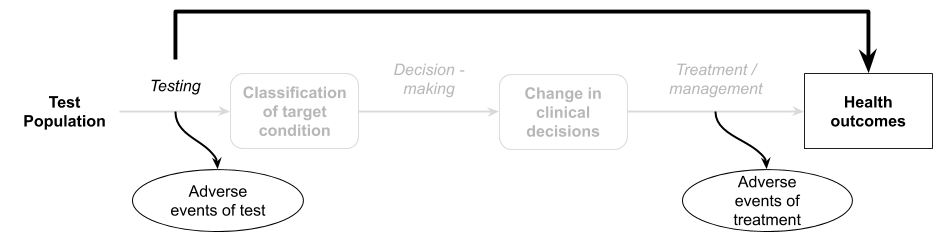 Testing
Decision -
making
Treatment /
management
Test
Population
Classification
of target
condition
Change in
clinical
decisions
Health
outcomes
Adverse
events of test
Adverse
events of
treatment